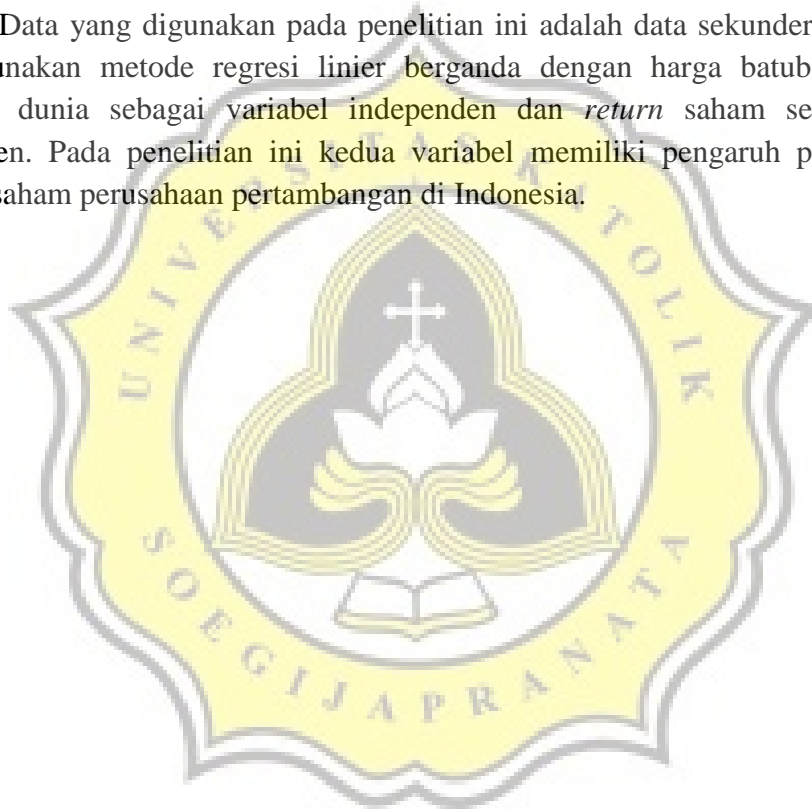 Data yang digunakan pada penelitian ini adalah data sekunder
unakan metode regresi linier berganda dengan harga batub
dunia sebagai variabel independen dan return saham se
en. Pada penelitian ini kedua variabel memiliki pengaruh p
saham perusahaan pertambangan di Indonesia.
UNIVERSITAS KATOLIK
SOEGIJAPRANATA